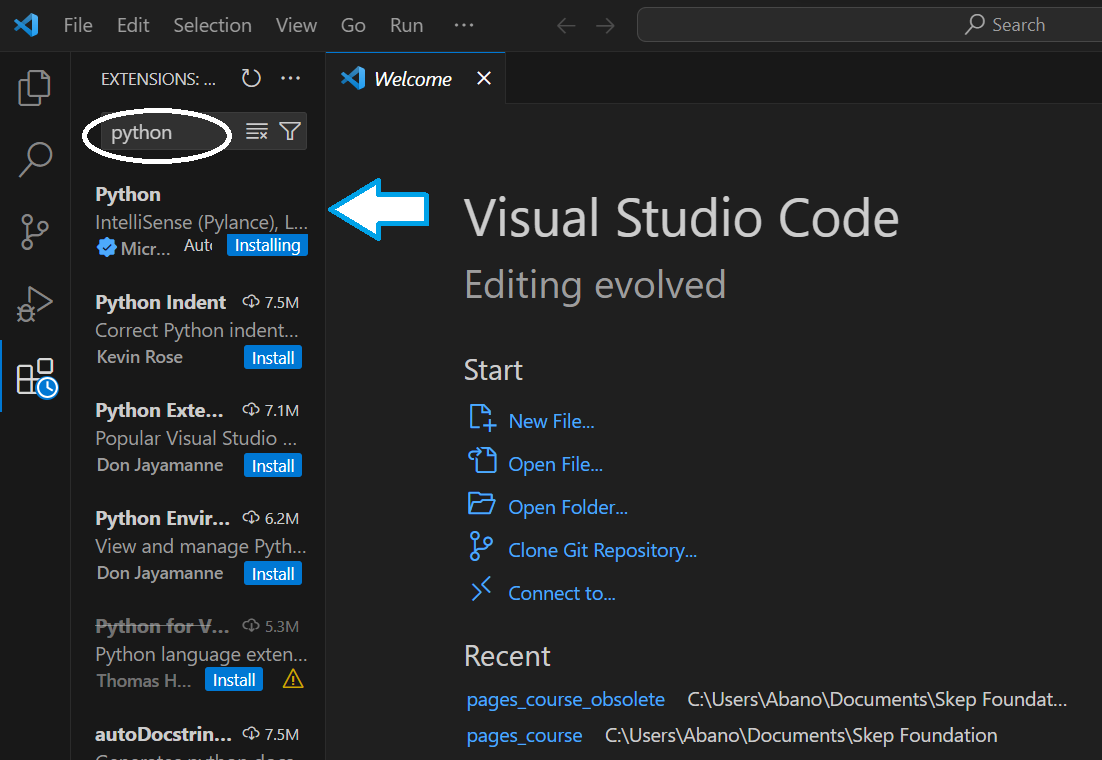 File Edit Selection View Go Run ···
Search
EXTENSIONS: ... ···
Welcome
python
Python
IntelliSense (Pylance), L...
Micr... Auto Installing
Python Indent 7.5M
Correct Python indent...
Kevin Rose Install
Python Exte... 7.1M
Popular Visual Studio ...
Don Jayamanne Install
Python Envir... 6.2M
View and manage Pyth...
Don Jayamanne Install
Python for V... 5.3M
Python language exten...
Thomas H... Install
autoDocstrin... 7.5M
Generates python docs
Visual Studio Code
Editing evolved
Start
New File...
Open File...
Open Folder...
Clone Git Repository...
Connect to...
Recent
pages_course_obsolete C:\Users\Abano\Documents\Skep Foundat...
pages_course C:\Users\Abano\Documents\Skep Foundation